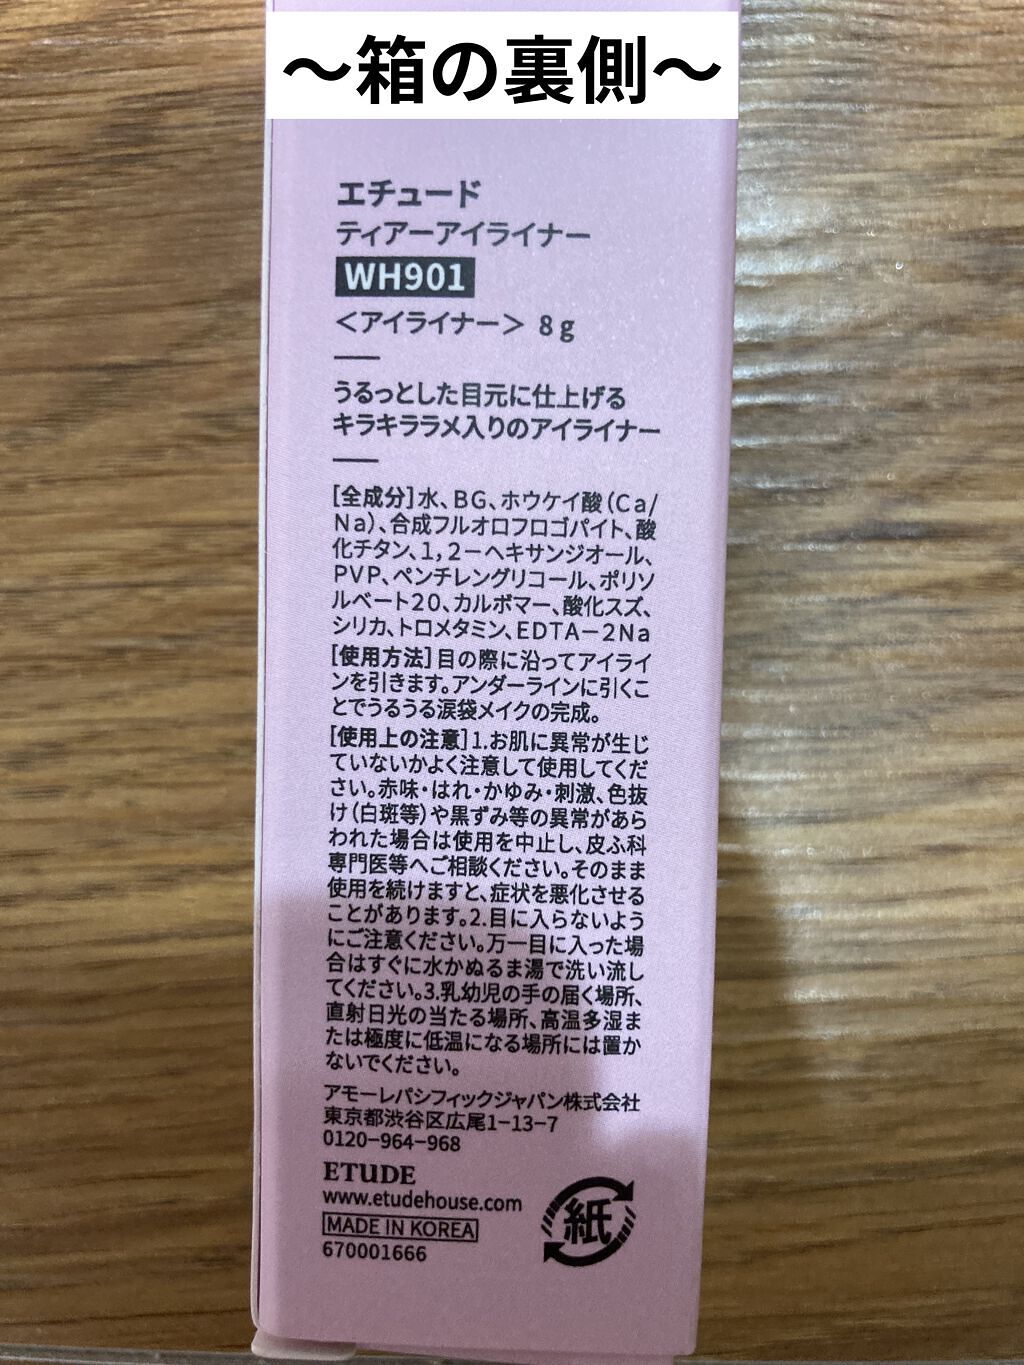 〜箱の裏側〜
エチュード
ティアーアイライナー
WH901
＜アイライナー＞ 8g
うるっとした目元に仕上げる
キラキララメ入りのアイライナー
[全成分]水、BG、ホウケイ酸(Ca/
Na)、合成フルオロフロゴパイト、酸
化チタン、1,2−ヘキサンジオール、
PVP、ペンチレングリコール、ポリソ
ルベート20、カルボマー、酸化スズ、
シリカ、トロメタミン、EDTA−2Na
[使用方法]目の際に沿ってアイライ
ンを引きます。アンダーラインに引くこ
とでうるうる涙袋メイクの完成。
[使用上の注意]1.お肌に異常が生じ
ていないかよく注意して使用してくだ
さい。赤味・はれ・かゆみ・刺激、色抜
け(白斑等)や黒ずみ等の異常があら
われた場合は使用を中止し、皮ふ科
専門医等へご相談ください。そのまま
使用を続けますと、症状を悪化させる
ことがあります。2.目に入らないよう
にご注意ください。万一目に入った場
合はすぐに水かぬるま湯で洗い流し
てください。3.乳幼児の手の届く場所、
直射日光の当たる場所、高温多湿ま
たは極度に低温になる場所には置か
ないでください。
アモーレパシフィックジャパン株式会社
東京都渋谷区広尾1−13−7
0120−964−968
ETUDE
www.etudehouse.com
MADE IN KOREA
670001666
紙